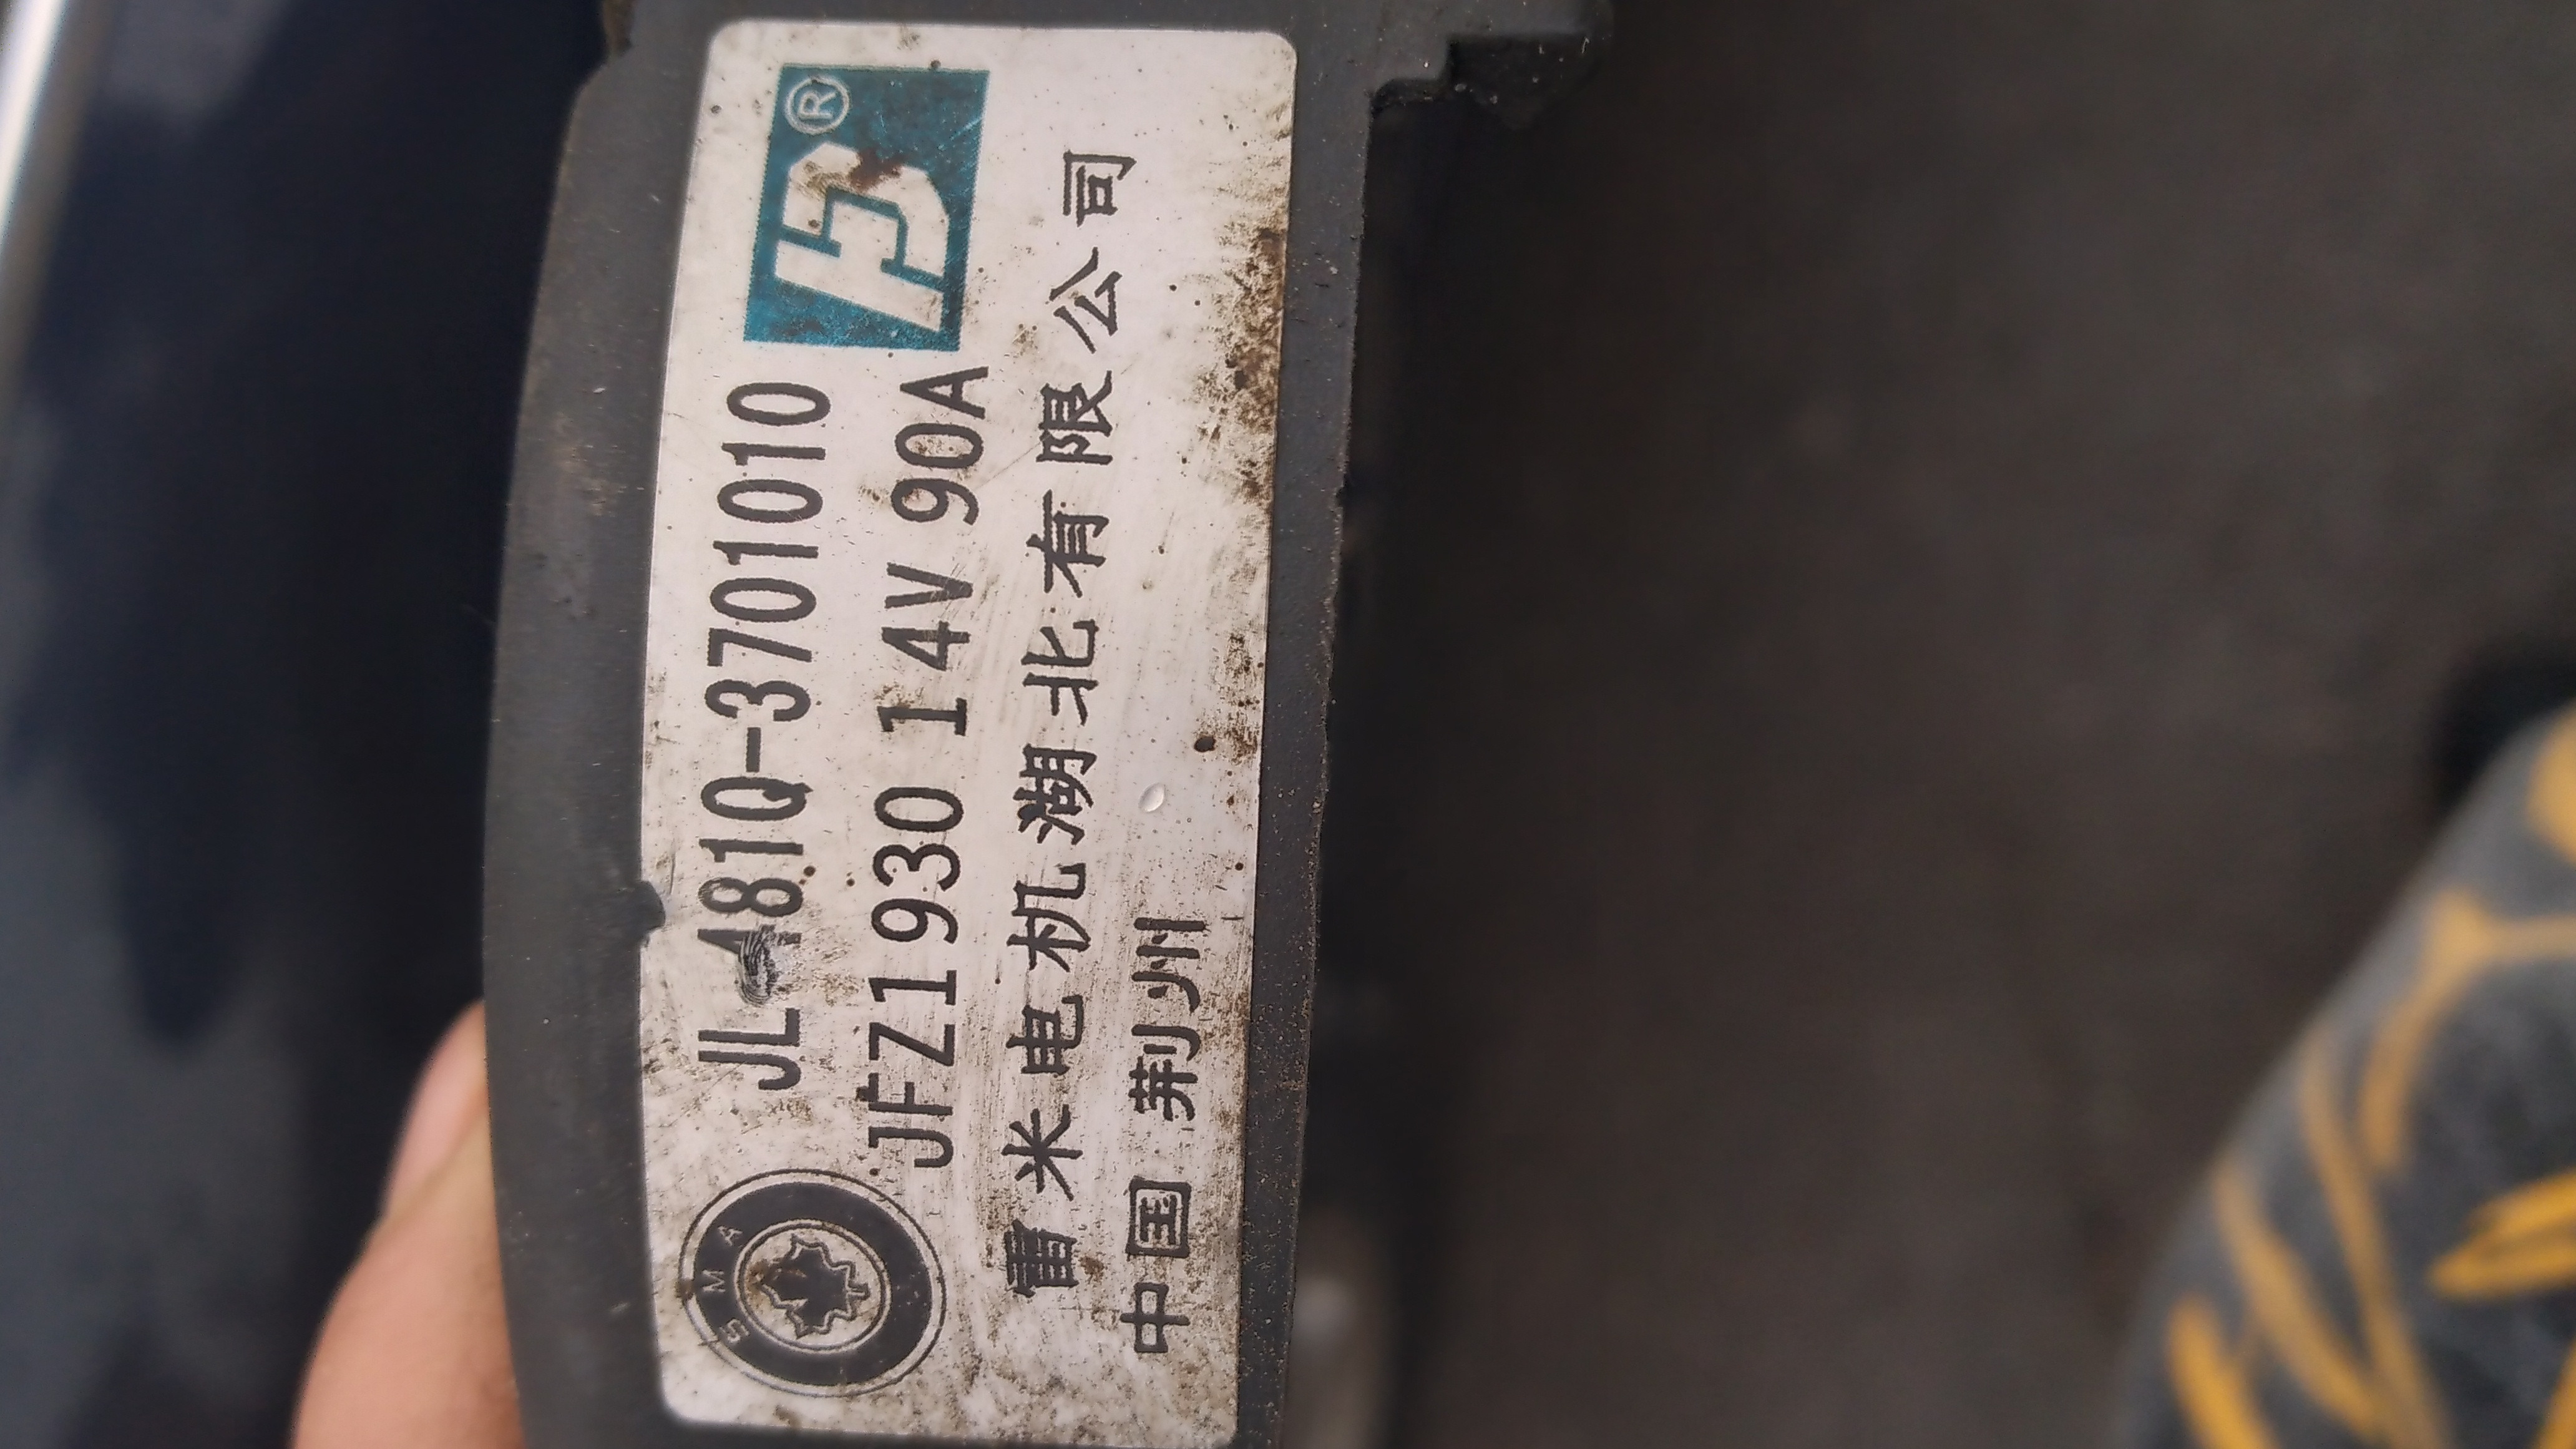 JL-481Q-3701010
JFZ1930 14V 90A
®
雷米电机湖北有限公司
中国 荆州
SMA